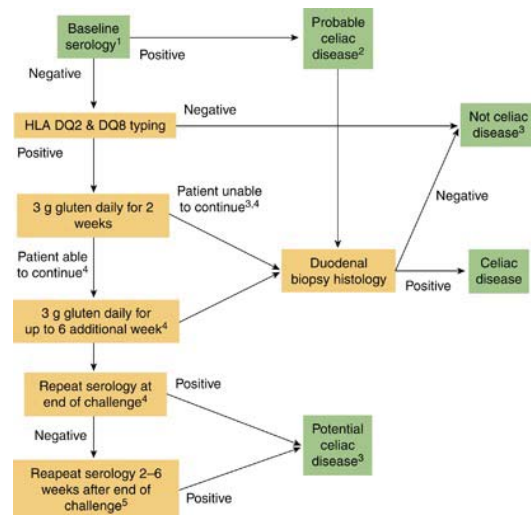 Baseline
serology1
Positive
Probable
celiac
disease2
Negative
HLA DQ2 & DQ8 typing
Negative
Not celiac
disease3
Positive
3 g gluten daily for 2
weeks
Patient unable
to continue3,4
Negative
Patient able
to continue4
Duodenal
biopsy histology
Positive
Celiac
disease
3 g gluten daily for
up to 6 additional week4
Repeat serology at
end of challenge4
Positive
Negative
Potential
celiac
disease3
Reapeat serology 2–6
weeks after end of
challenge5
Positive